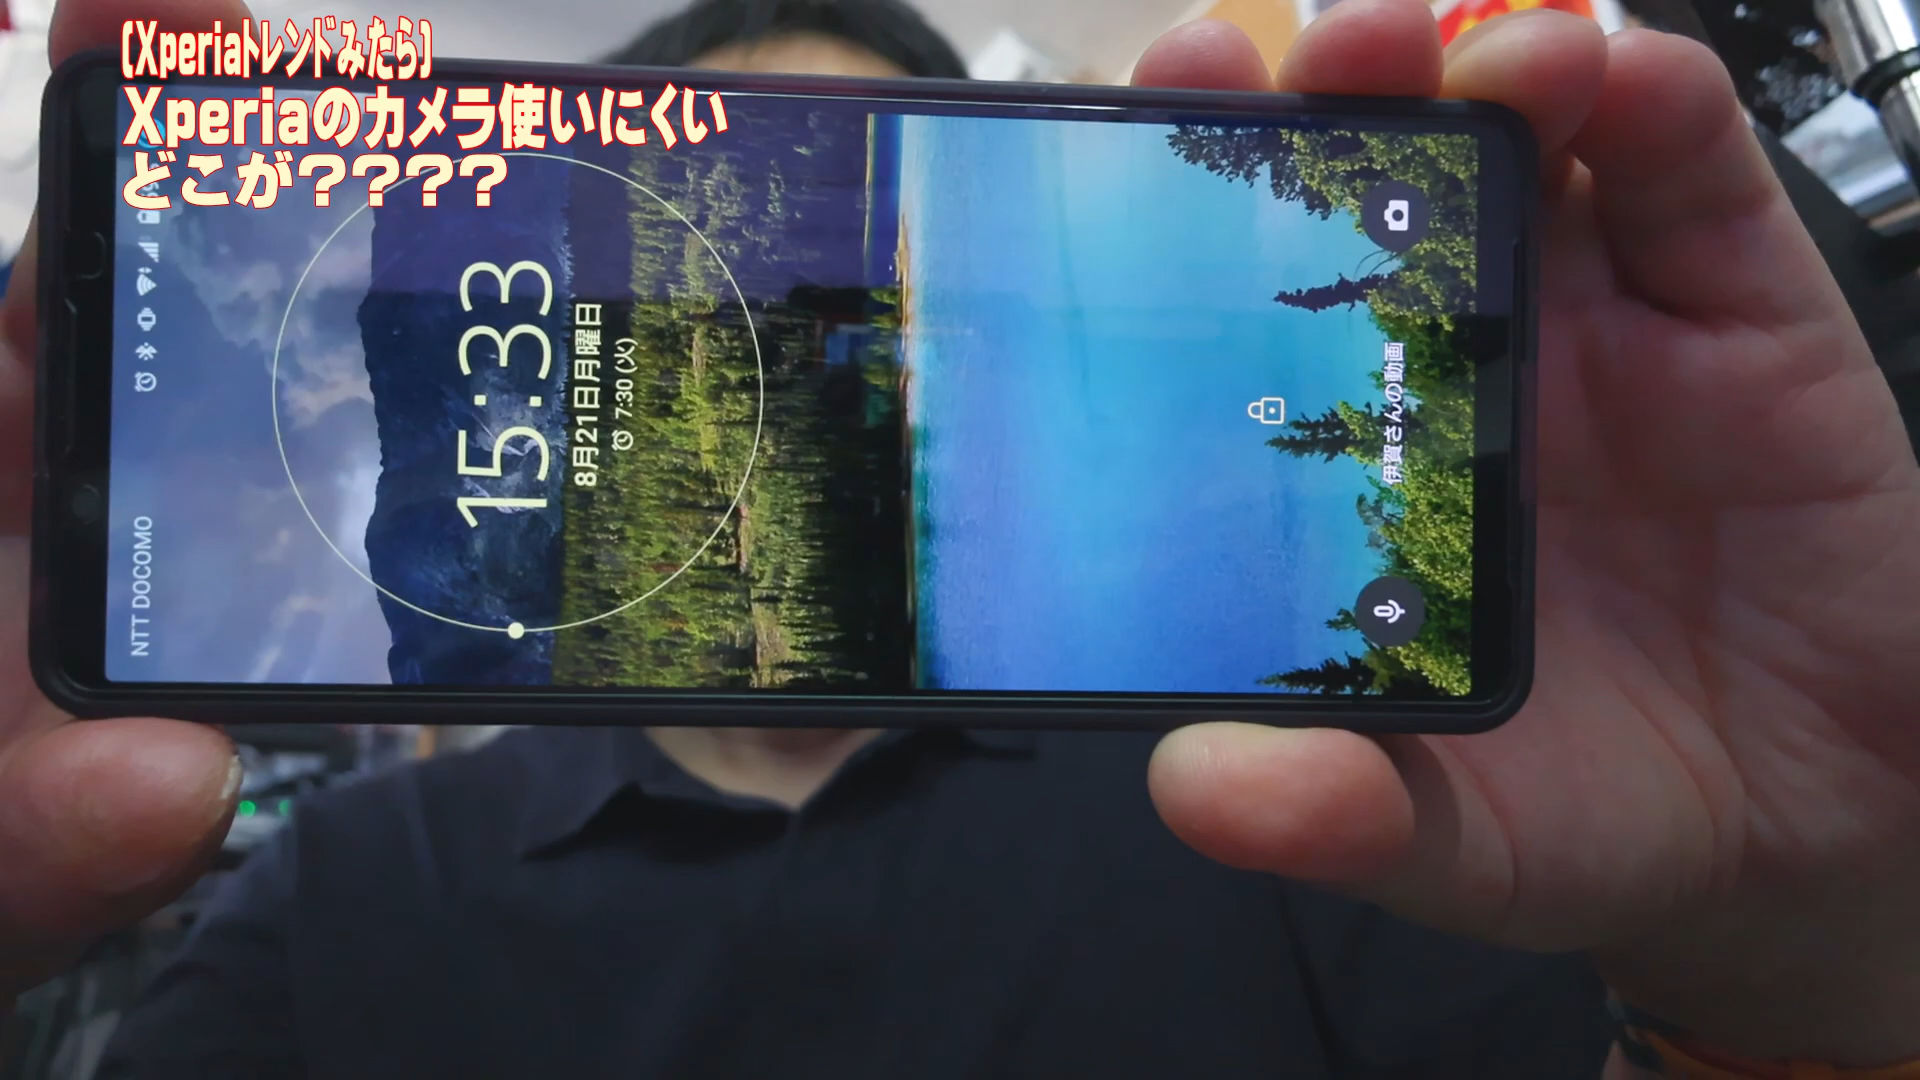 (Xperiaトレンドみたら)
Xperiaのカメラ使いにくい
どこが????
NTT DOCOMO
15:33
8月21日月曜日
7:30 (火)
伊賀さんの動画